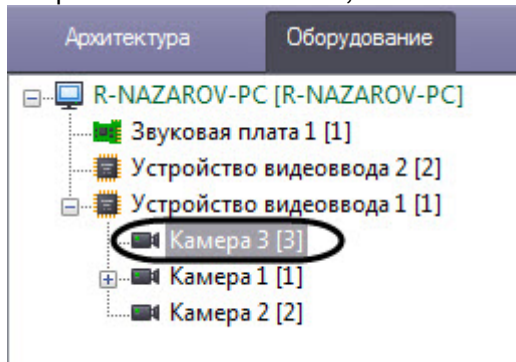 Архитектура Оборудование
R-NAZAROV-PC [R-NAZAROV-PC]
Звуковая плата 1 [1]
Устройство видеоввода 2 [2]
Устройство видеоввода 1 [1]
Камера 3 [3]
Камера 1 [1]
Камера 2 [2]